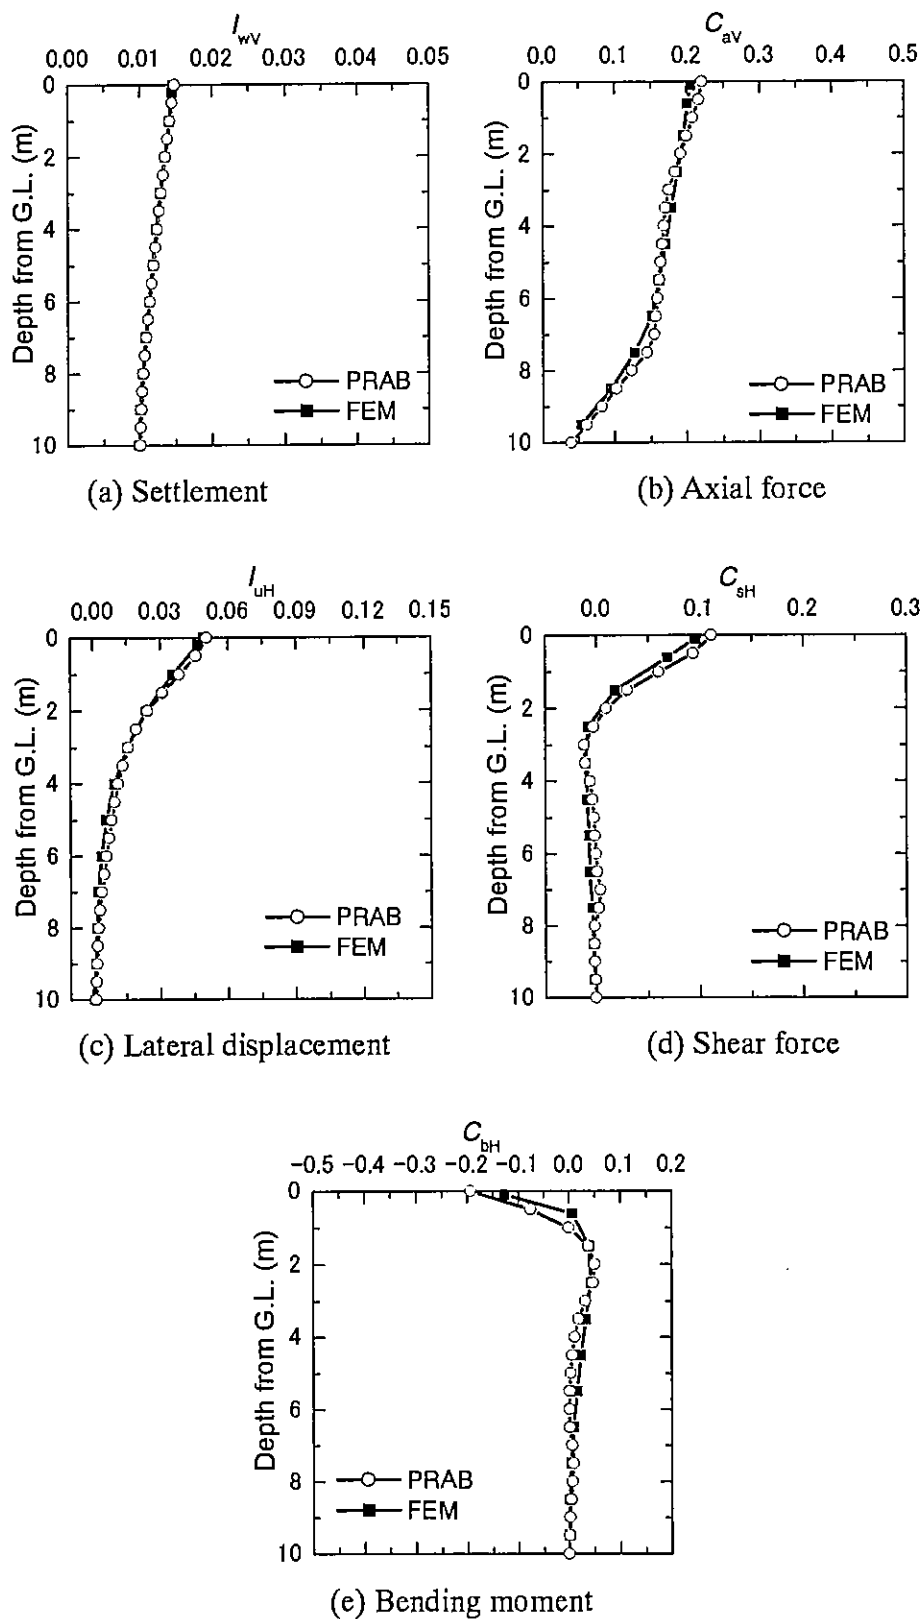 I_wV
0.00 0.01 0.02 0.03 0.04 0.05
0
2
4
6
8
10
Depth from G.L. (m)
PRAB
FEM
(a) Settlement
C_aV
0.0 0.1 0.2 0.3 0.4 0.5
0
2
4
6
8
10
Depth from G.L. (m)
PRAB
FEM
(b) Axial force
I_uH
0.00 0.03 0.06 0.09 0.12 0.15
0
2
4
6
8
10
Depth from G.L. (m)
PRAB
FEM
(c) Lateral displacement
C_sH
0.0 0.1 0.2 0.3
0
2
4
6
8
10
Depth from G.L. (m)
PRAB
FEM
(d) Shear force
C_bH
-0.5 -0.4 -0.3 -0.2 -0.1 0.0 0.1 0.2
0
2
4
6
8
10
Depth from G.L. (m)
PRAB
FEM
(e) Bending moment